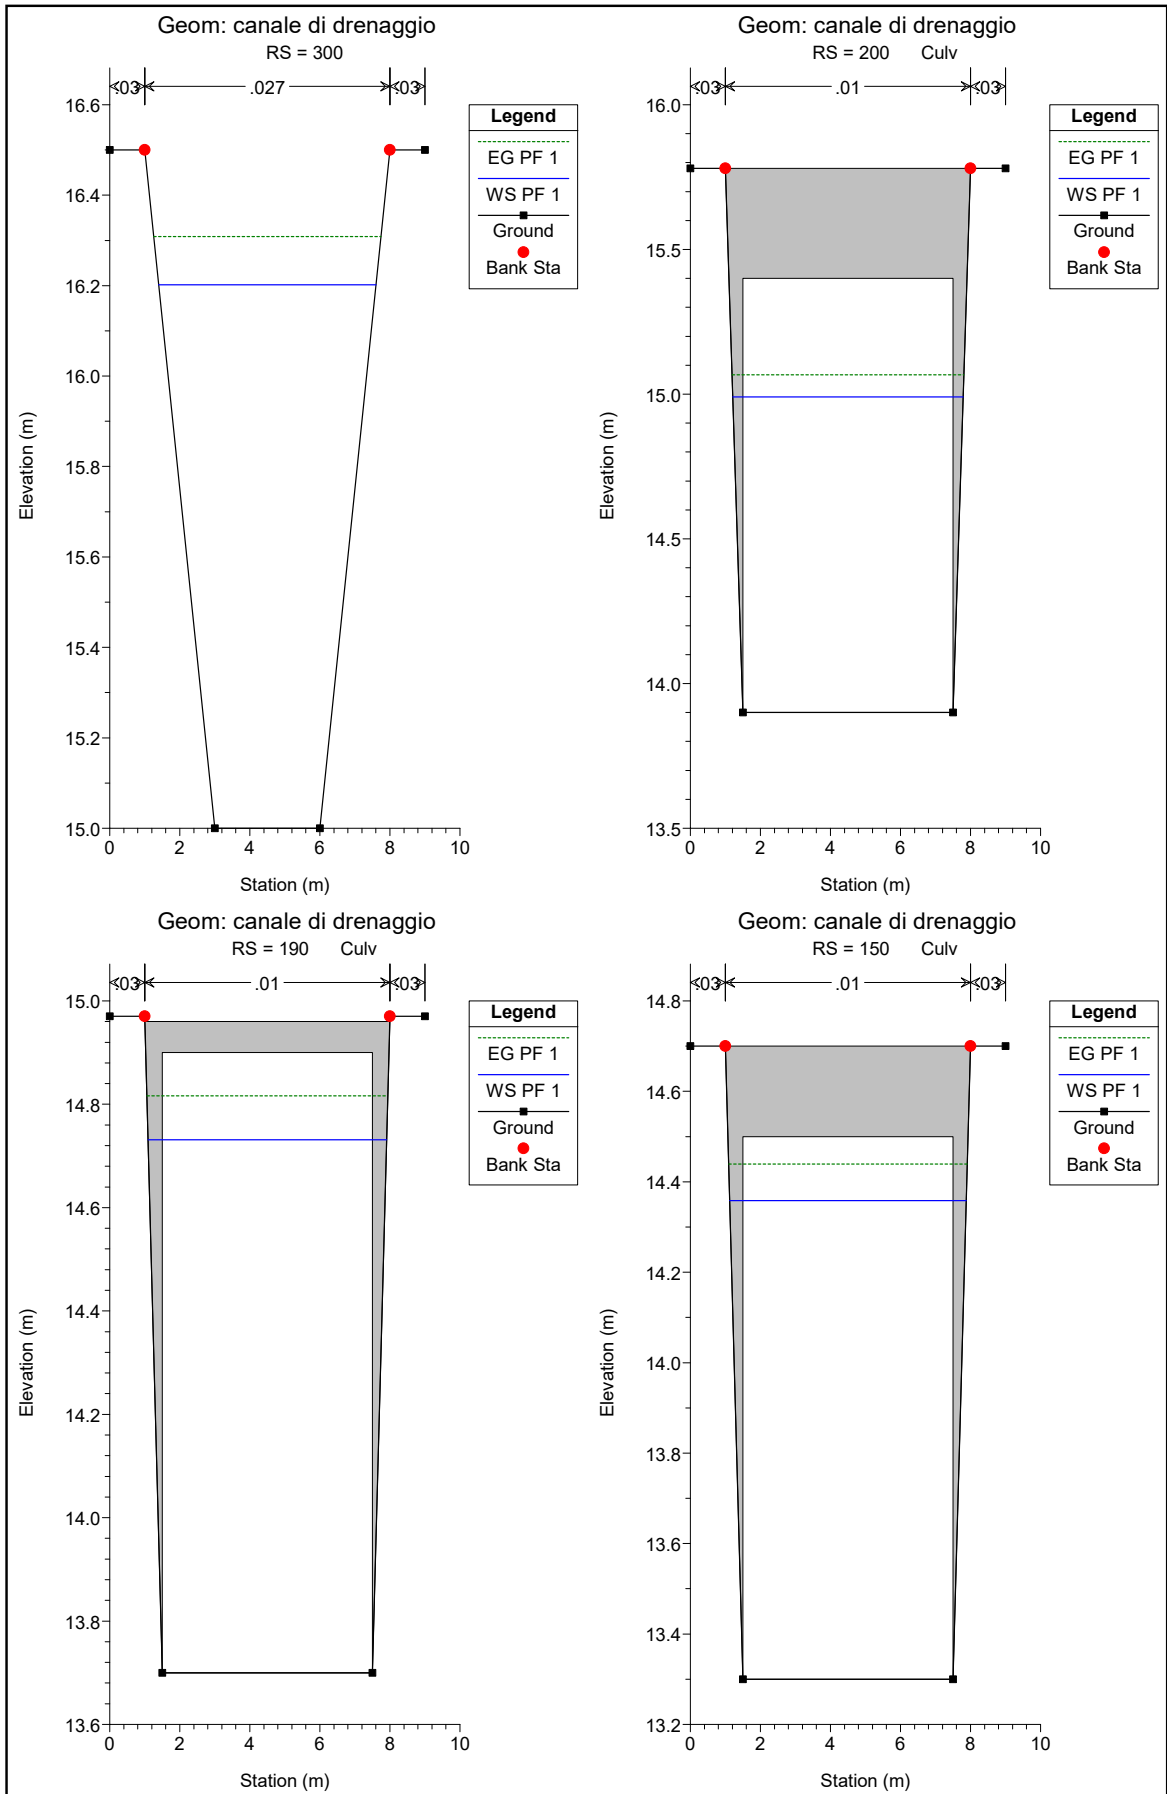 Geom: canale di drenaggio
RS = 300
.03 .027 .03
16.6
16.4
16.2
16.0
15.8
15.6
15.4
15.2
15.0
Elevation (m)
0 2 4 6 8 10
Station (m)
Legend
EG PF 1
WS PF 1
Ground
Bank Sta
Geom: canale di drenaggio
RS = 200 Culv
.03 .01 .03
16.0
15.5
15.0
14.5
14.0
13.5
Elevation (m)
0 2 4 6 8 10
Station (m)
Legend
EG PF 1
WS PF 1
Ground
Bank Sta
Geom: canale di drenaggio
RS = 190 Culv
.03 .01 .03
15.0
14.8
14.6
14.4
14.2
14.0
13.8
13.6
Elevation (m)
0 2 4 6 8 10
Station (m)
Legend
EG PF 1
WS PF 1
Ground
Bank Sta
Geom: canale di drenaggio
RS = 150 Culv
.03 .01 .03
14.8
14.6
14.4
14.2
14.0
13.8
13.6
13.4
13.2
Elevation (m)
0 2 4 6 8 10
Station (m)
Legend
EG PF 1
WS PF 1
Ground
Bank Sta